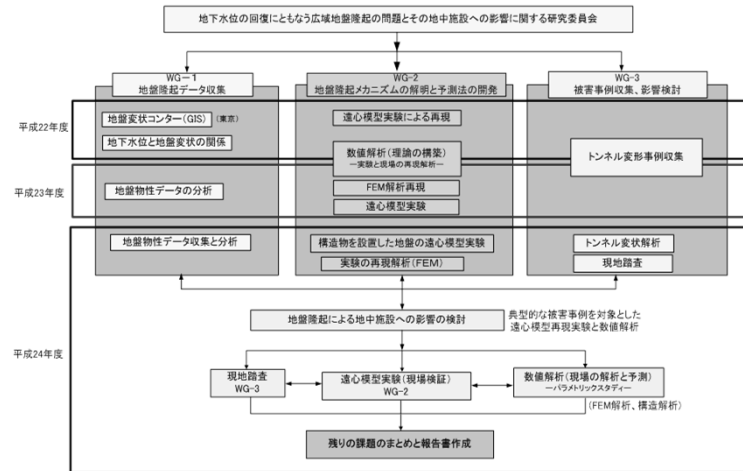 地下水位の回復にともなう広域地盤隆起の問題とその地中施設への影響に関する研究委員会
WG－1
地盤隆起データ収集
WG-2
地盤隆起メカニズムの解明と予測法の開発
WG-3
被害事例収集、影響検討
平成22年度
地盤変状コンター(GIS)
(東京)
地下水位と地盤変状の関係
遠心模型実験による再現
数値解析(理論の構築)
―実験と現場の再現解析―
トンネル変形事例収集
平成23年度
地盤物性データの分析
FEM解析再現
遠心模型実験
地盤物性データ収集と分析
構造物を設置した地盤の遠心模型実験
実験の再現解析(FEM)
トンネル変状解析
現地踏査
平成24年度
地盤隆起による地中施設への影響の検討
典型的な被害事例を対象とした
遠心模型再現実験と数値解析
現地踏査
WG-3
遠心模型実験(現場検証)
WG-2
数値解析(現場の解析と予測)
―パラメトリックスタディ―
(FEM解析、構造解析)
残りの課題のまとめと報告書作成